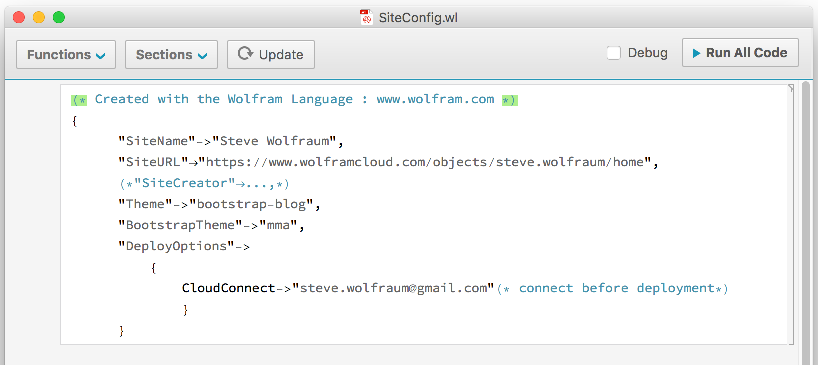 SiteConfig.wl
Functions Sections Update Debug Run All Code
(* Created with the Wolfram Language : www.wolfram.com *)
{
"SiteName"->"Steve Wolfraum",
"SiteURL"→"https://www.wolframcloud.com/objects/steve.wolfraum/home",
(*"SiteCreator"→...,*)
"Theme"->"bootstrap-blog",
"BootstrapTheme"->"mma",
"DeployOptions"->
{
CloudConnect->"steve.wolfraum@gmail.com"(* connect before deployment*)
}
}